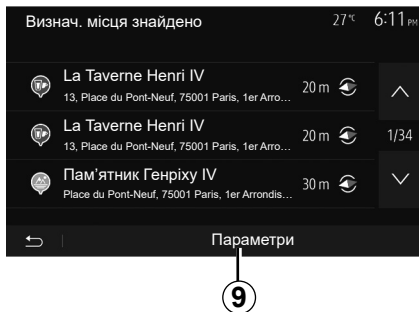 Визнач. місця знайдено 27°C 6:11 PM
La Taverne Henri IV
13, Place du Pont-Neuf, 75001 Paris, 1er Arro… 20 m
La Taverne Henri IV
13, Place du Pont-Neuf, 75001 Paris, 1er Arro… 20 m 1/34
Пам’ятник Генріху IV
Place du Pont-Neuf, 75001 Paris, 1er Arrondis… 30 m
Параметри
9